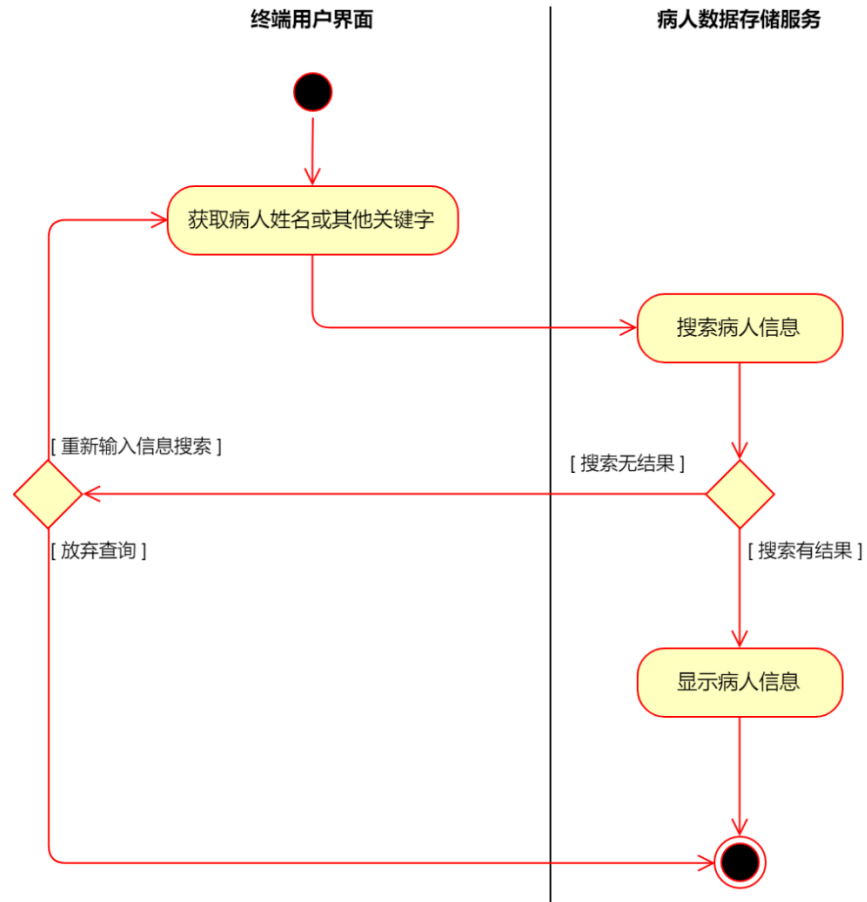 终端用户界面
病人数据存储服务
获取病人姓名或其他关键字
搜索病人信息
[ 重新输入信息搜索 ]
[ 搜索无结果 ]
[ 放弃查询 ]
[ 搜索有结果 ]
显示病人信息